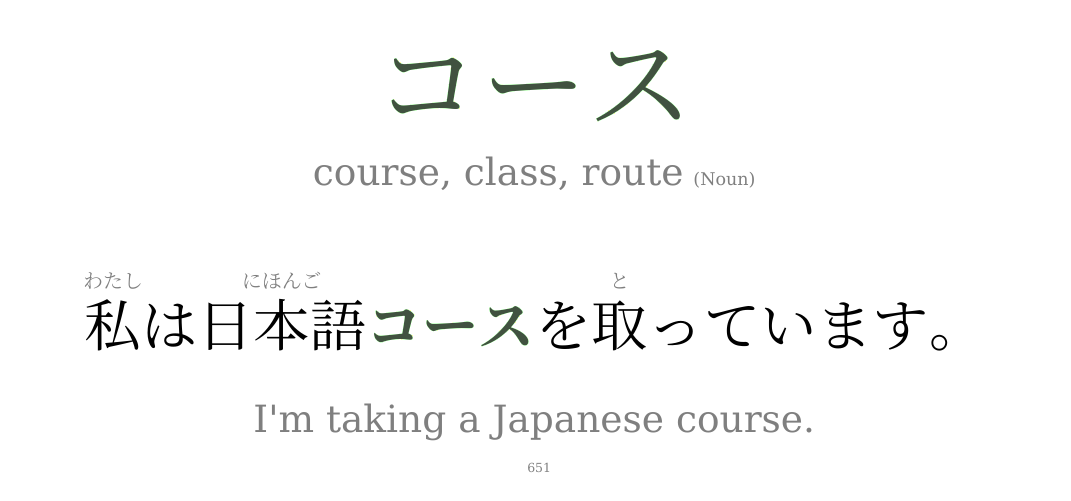 コース
course, class, route (Noun)
わたし にほんご と
私は日本語コースを取っています。
I'm taking a Japanese course.
651